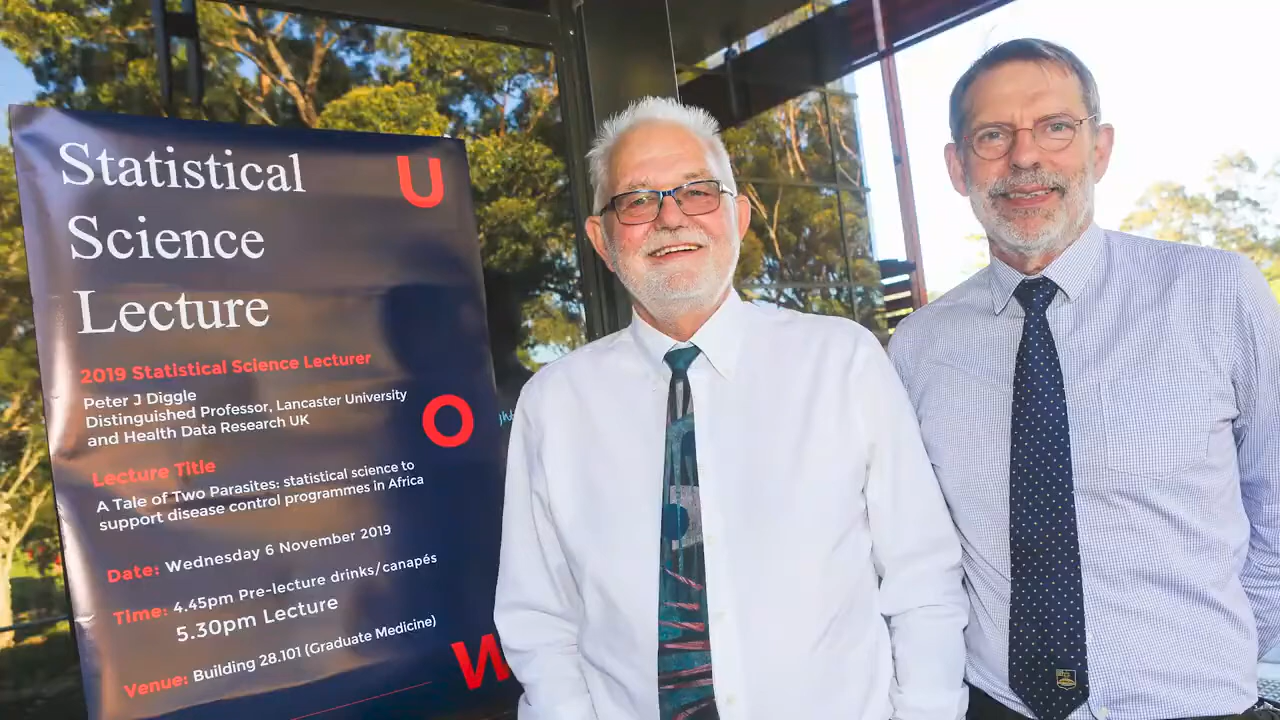 Statistical
Science
Lecture
U
2019 Statistical Science Lecturer
Peter J Diggle
Distinguished Professor, Lancaster University
and Health Data Research UK
O
Lecture Title
A Tale of Two Parasites: statistical science to
support disease control programmes in Africa
Date: Wednesday 6 November 2019
Time: 4.45pm Pre-lecture drinks/canapés
5.30pm Lecture
W
Venue: Building 28.101 (Graduate Medicine)